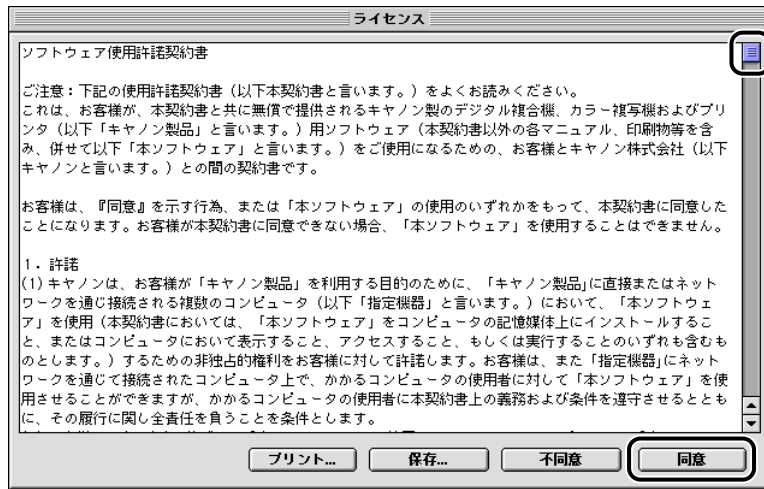 ライセンス
ソフトウェア使用許諾契約書
ご注意：下記の使用許諾契約書（以下本契約書と言います。）をよくお読みください。
これは、お客様が、本契約書と共に無償で提供されるキヤノン製のデジタル複合機、カラー複写機およびプリ
ンタ（以下「キヤノン製品」と言います。）用ソフトウェア（本契約書以外の各マニュアル、印刷物等を含
み、併せて以下「本ソフトウェア」と言います。）をご使用になるための、お客様とキヤノン株式会社（以下
キヤノンと言います。）との間の契約書です。
お客様は、『同意』を示す行為、または「本ソフトウェア」の使用のいずれかをもって、本契約書に同意した
ことになります。お客様が本契約書に同意できない場合、「本ソフトウェア」を使用することはできません。
1．許諾
(1) キヤノンは、お客様が「キヤノン製品」を利用する目的のために、「キヤノン製品」に直接またはネット
ワークを通じ接続される複数のコンピュータ（以下「指定機器」と言います。）において、「本ソフトウェ
ア」を使用（本契約書においては、「本ソフトウェア」をコンピュータの記憶媒体上にインストールするこ
と、またはコンピュータにおいて表示すること、アクセスすること、もしくは実行することのいずれも含むも
のとします。）するための非独占的権利をお客様に対して許諾します。お客様は、また「指定機器」にネット
ワークを通じて接続されたコンピュータ上で、かかるコンピュータの使用者に対して「本ソフトウェア」を使
用させることができますが、かかるコンピュータの使用者に本契約書上の義務および条件を遵守させるととも
に、その履行に関し全責任を負うことを条件とします。
プリント... 保存... 不同意 同意